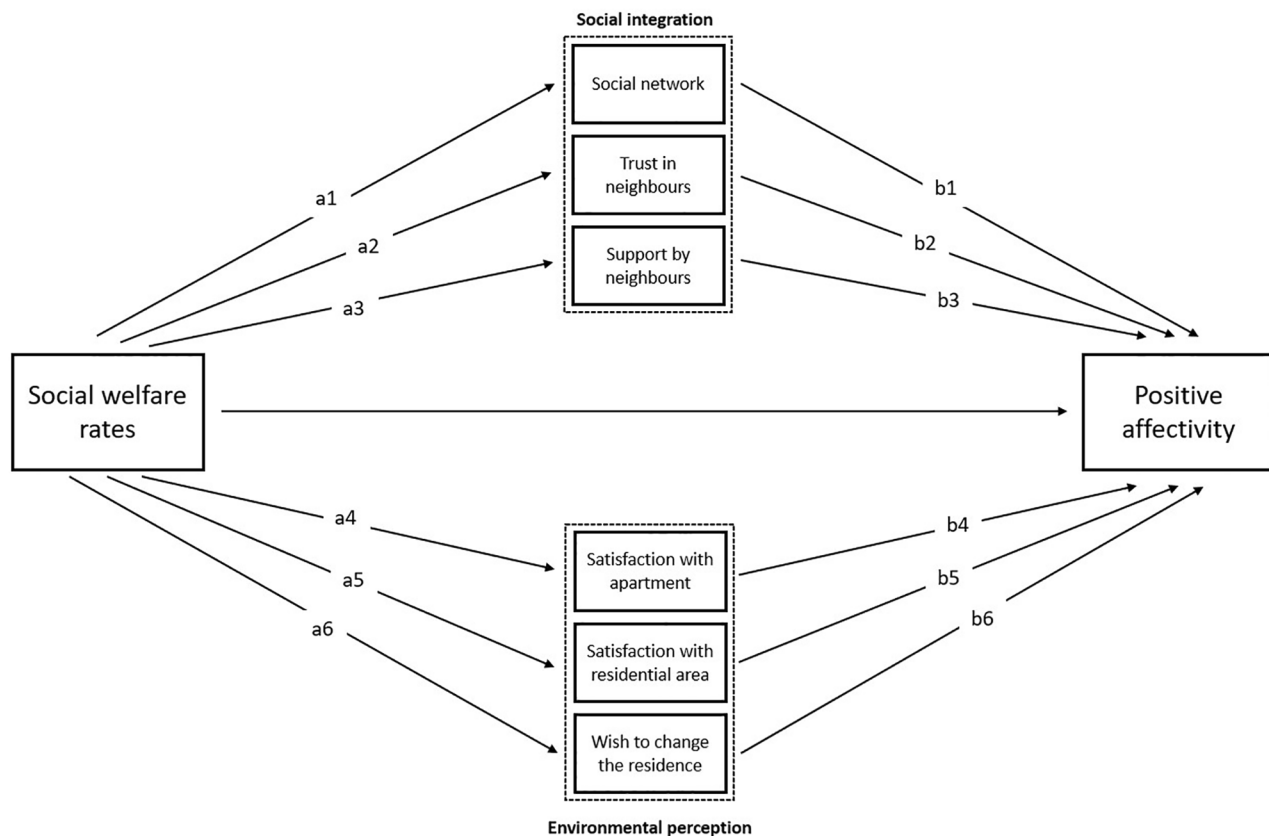 Social integration
Social network
Trust in
neighbours
Support by
neighbours
a1
a2
a3
b1
b2
b3
Social welfare
rates
Positive
affectivity
a4
a5
a6
b4
b5
b6
Satisfaction with
apartment
Satisfaction with
residential area
Wish to change
the residence
Environmental perception